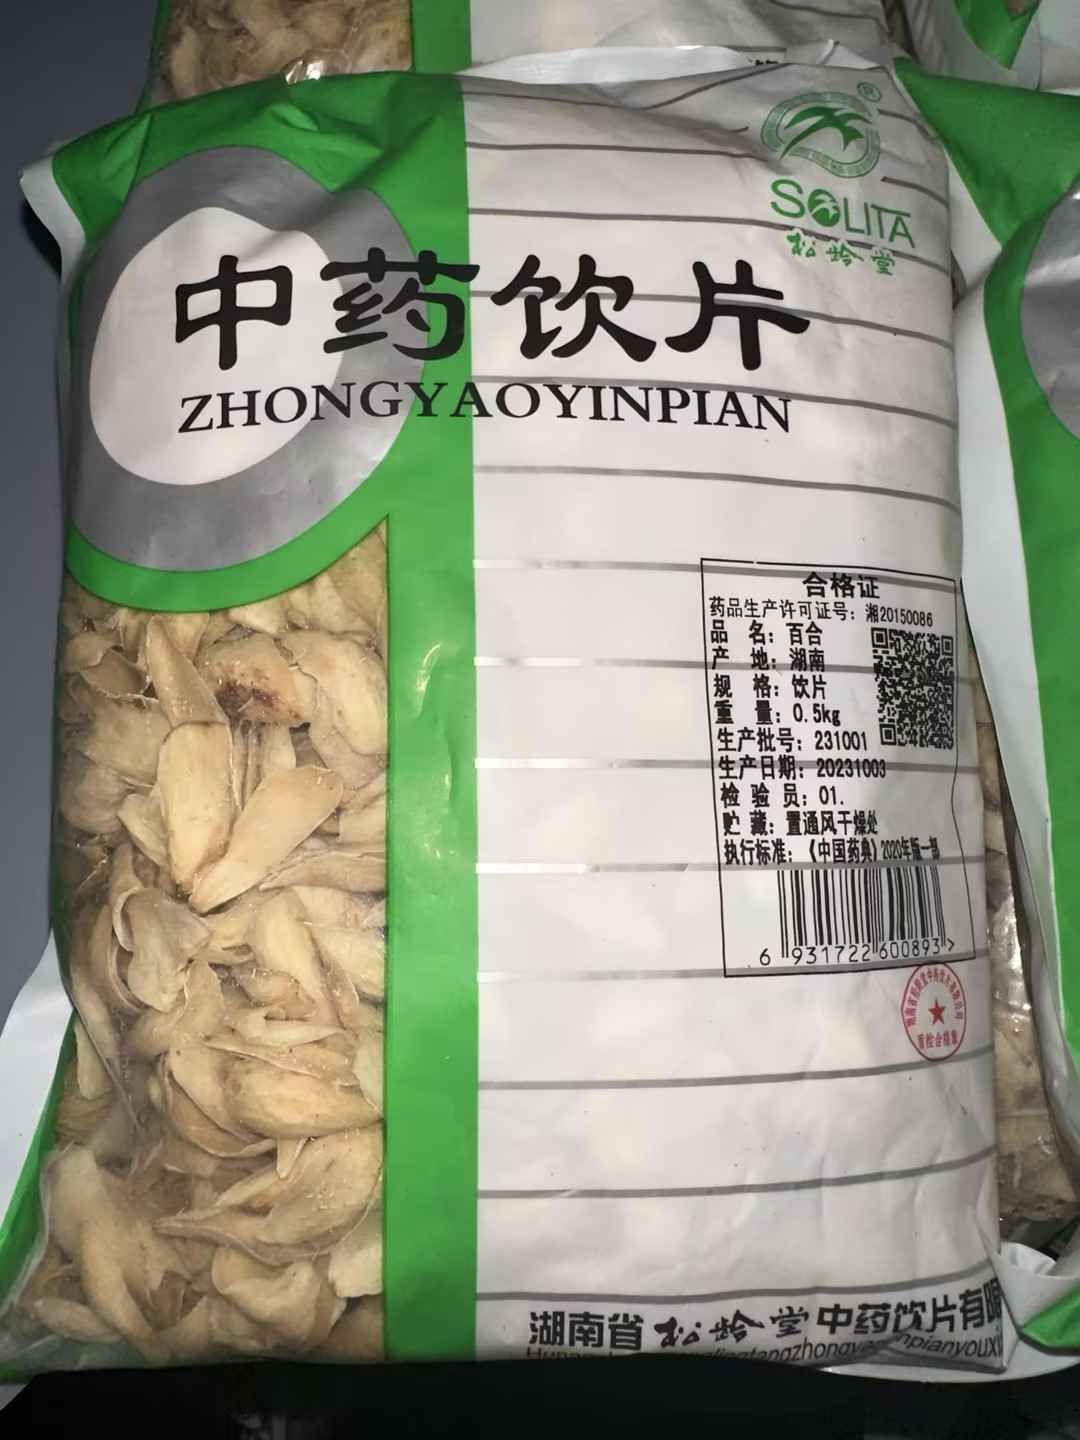 SOLITA
松龄堂
中药饮片
ZHONGYAOYINPIAN
合格证
药品生产许可证号：湘20150086
品 名：百合
产 地：湖南
规 格：饮片
重 量：0.5kg
生产批号：231001
生产日期：20231003
检 验 员：01.
贮 藏：置通风干燥处
执行标准：《中国药典》2020年版一部
6 931722 600893 >
质检合格章
湖南省松龄堂中药饮片有限